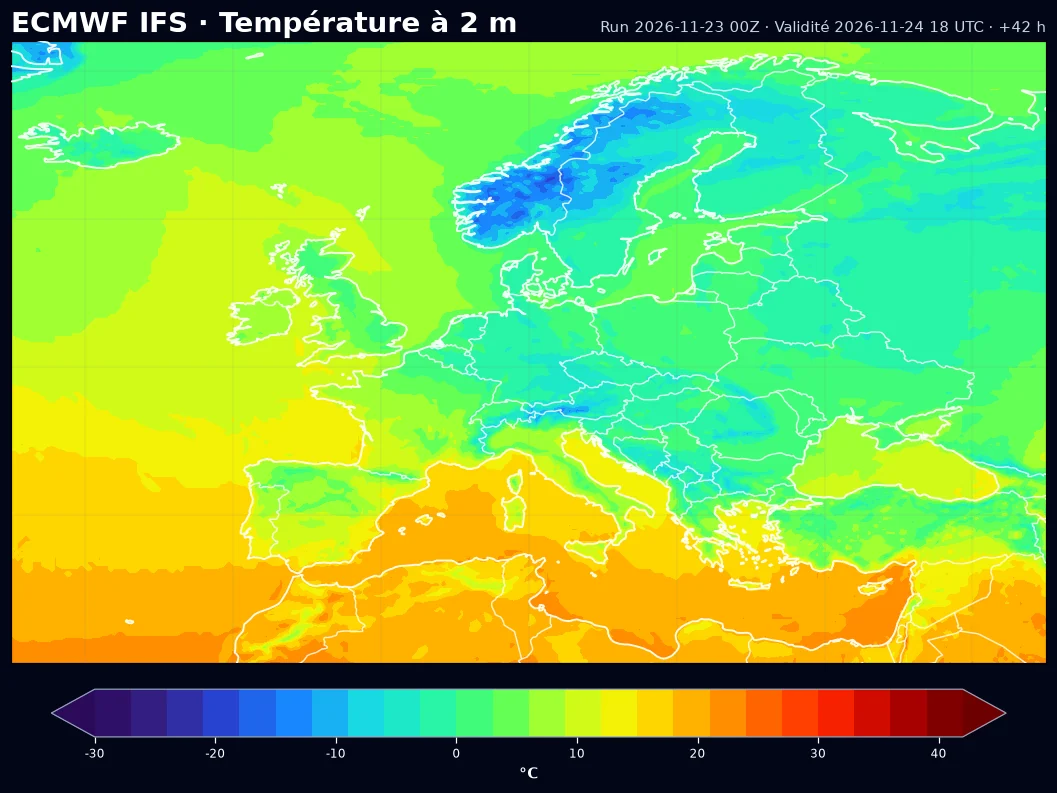 ECMWF IFS · Température à 2 m
Run 2026-11-23 00Z · Validité 2026-11-24 18 UTC · +42 h
-30 -20 -10 0 10 20 30 40
°C